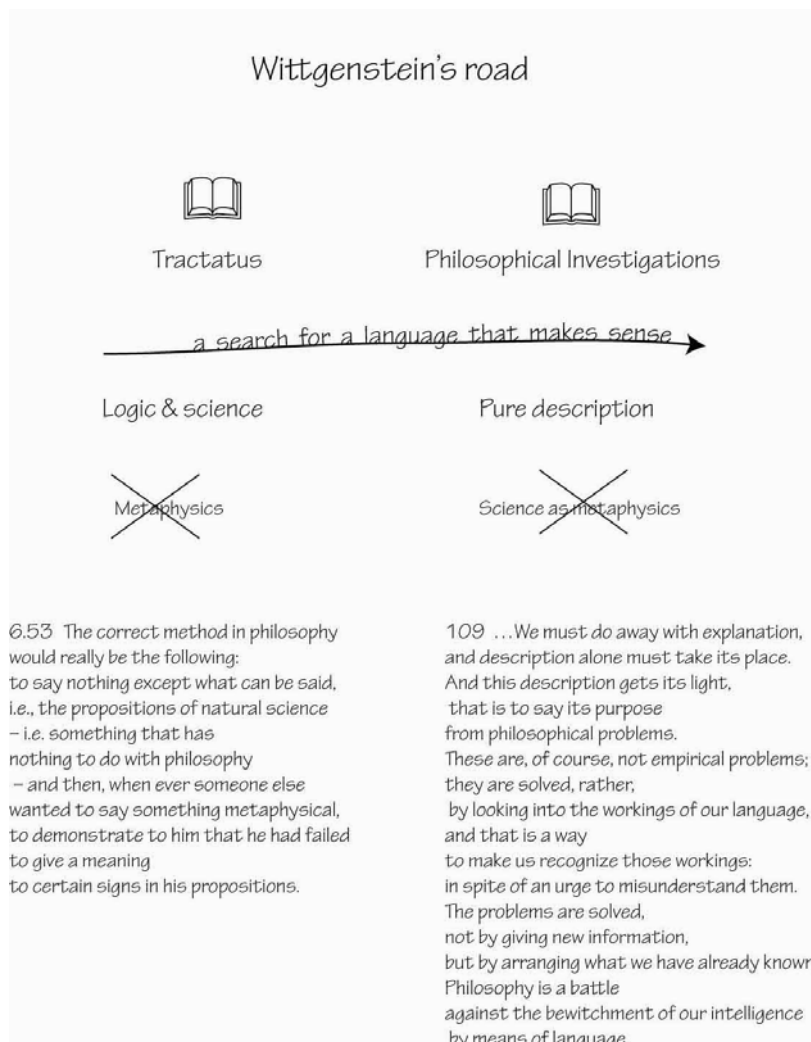 Wittgenstein's road
Tractatus
Philosophical Investigations
a search for a language that makes sense
Logic & science
Pure description
Metaphysics
Science as metaphysics
6.53 The correct method in philosophy
would really be the following:
to say nothing except what can be said,
i.e., the propositions of natural science
– i.e. something that has
nothing to do with philosophy
– and then, when ever someone else
wanted to say something metaphysical,
to demonstrate to him that he had failed
to give a meaning
to certain signs in his propositions.
109 ...We must do away with explanation,
and description alone must take its place.
And this description gets its light,
that is to say its purpose
from philosophical problems.
These are, of course, not empirical problems;
they are solved, rather,
by looking into the workings of our language,
and that is a way
to make us recognize those workings:
in spite of an urge to misunderstand them.
The problems are solved,
not by giving new information,
but by arranging what we have already known
Philosophy is a battle
against the bewitchment of our intelligence
by means of language